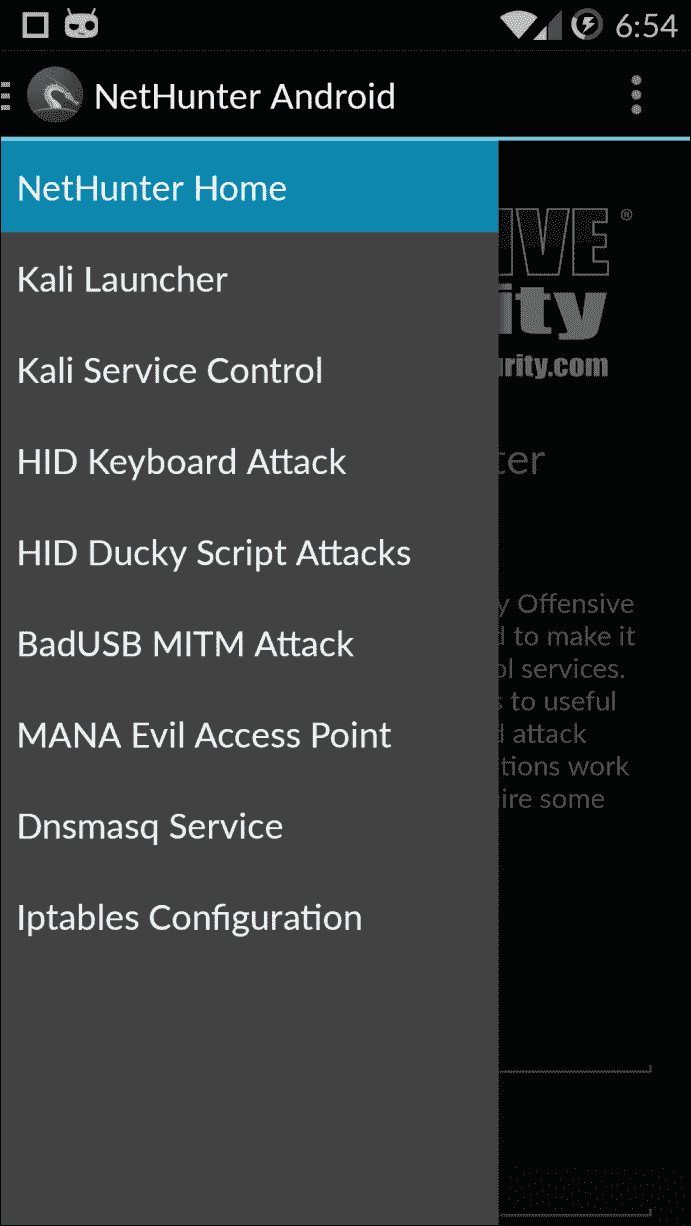 6:54
NetHunter Android
NetHunter Home
Kali Launcher
Kali Service Control
HID Keyboard Attack
HID Ducky Script Attacks
BadUSB MITM Attack
MANA Evil Access Point
Dnsmasq Service
Iptables Configuration
IVE ®
ity
rity.com
ter
y Offensive
d to make it
ol services.
s to useful
d attack
tions work
ire some